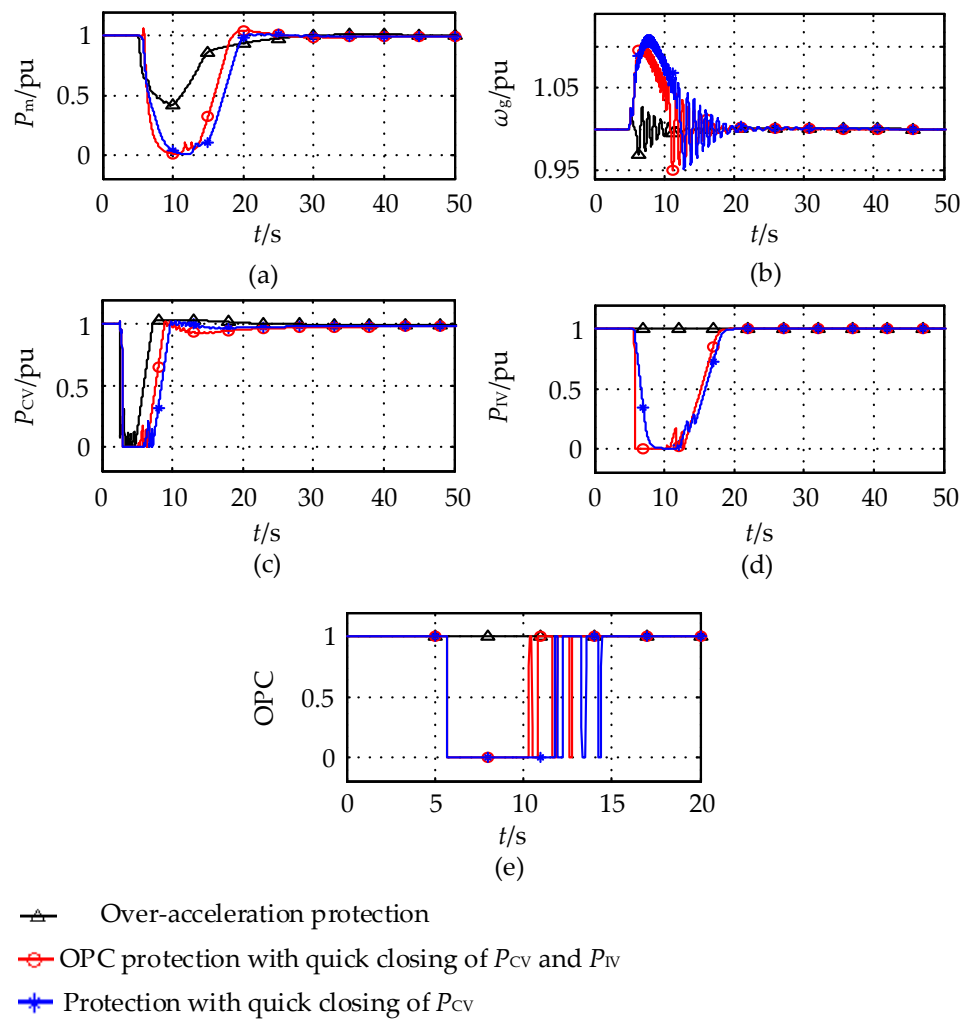 P_m/pu
1
0.5
0
0 10 20 30 40 50
t/s
(a)
ω_g/pu
1.05
0.95
0 10 20 30 40 50
t/s
(b)
P_CV/pu
1
0.5
0
0 10 20 30 40 50
t/s
(c)
P_IV/pu
1
0.5
0
0 10 20 30 40 50
t/s
(d)
OPC
1
0.5
0
0 5 10 15 20
t/s
(e)
Over-acceleration protection
OPC protection with quick closing of P_CV and P_IV
Protection with quick closing of P_CV